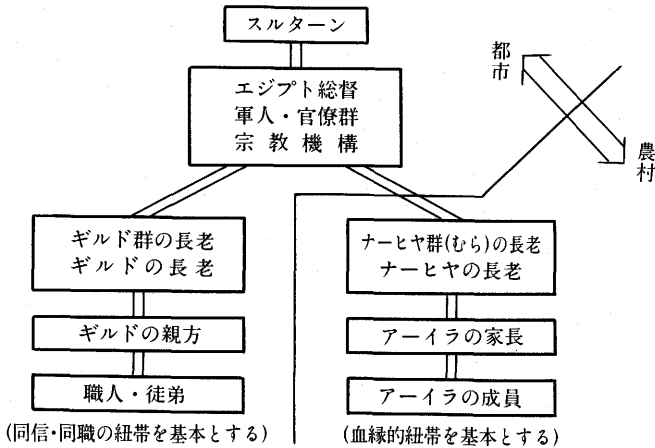 スルターン
エジプト総督
軍人・官僚群
宗教機構
都市
農村
ギルド群の長老
ギルドの長老
ナーヒヤ群(むら)の長老
ナーヒヤの長老
ギルドの親方
アーイラの家長
職人・徒弟
アーイラの成員
(同信・同職の紐帯を基本とする)
(血縁的紐帯を基本とする)